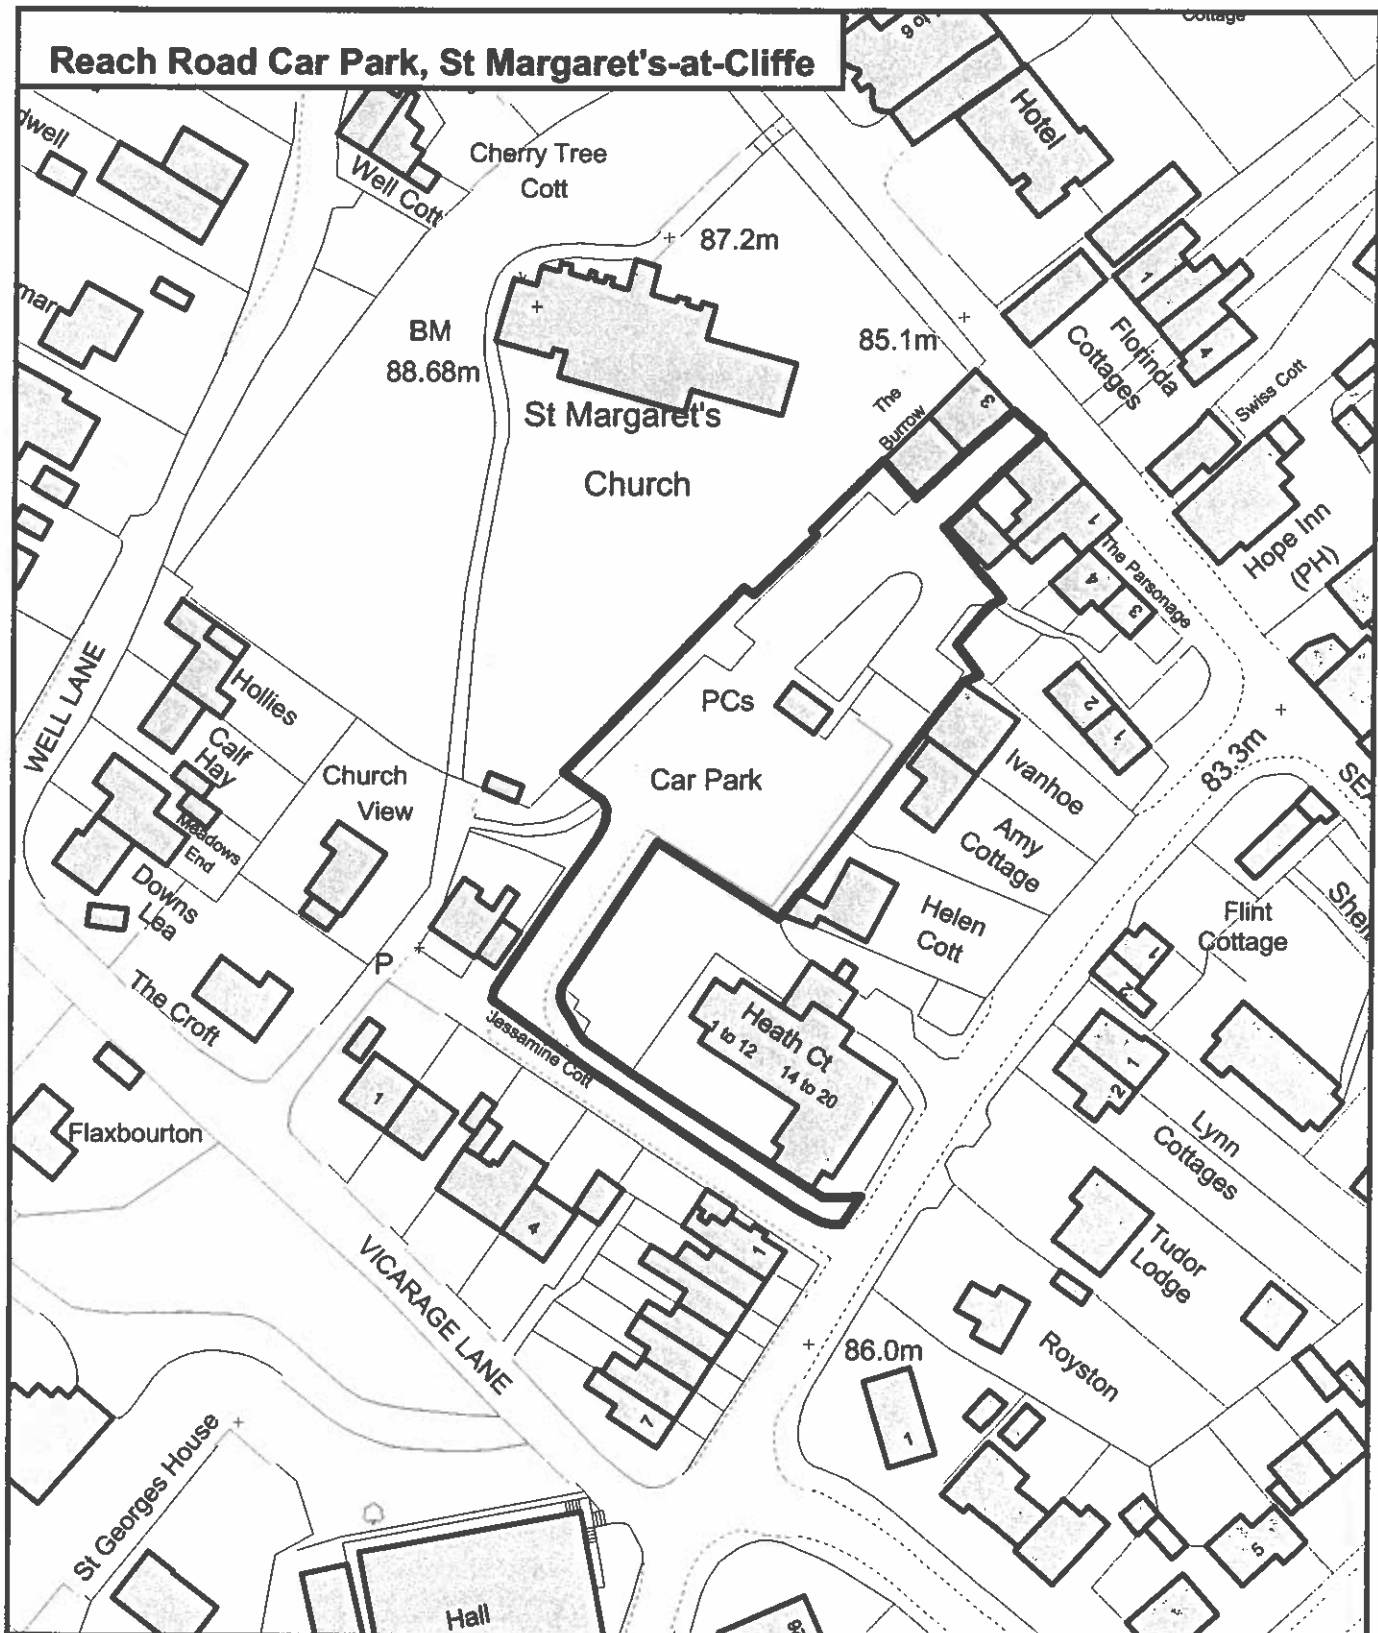 Reach Road Car Park, St Margaret's-at-Cliffe
Cottage
9 to
Hotel
dwell
Well Cott
Cherry Tree
Cott
87.2m
BM
88.68m
85.1m
St Margaret's
Church
The
Burrow
3
1
4
Florinda
Cottages
Swiss Cott
Hope Inn
(PH)
1
The Parsonage
4
3
2
1
WELL LANE
Hollies
Calf
Hay
Meadows
End
Downs
Lea
The Croft
Church
View
P
PCs
Car Park
Ivanhoe
Amy
Cottage
Helen
Cott
83.3m
Flint
Cottage
1
2
1
2
Lynn
Cottages
Tudor
Lodge
Royston
Heath Ct
1 to 12
14 to 20
Jessamine Cott
Flaxbourton
1
4
1
7
VICARAGE LANE
86.0m
1
5
St Georges House
Hall